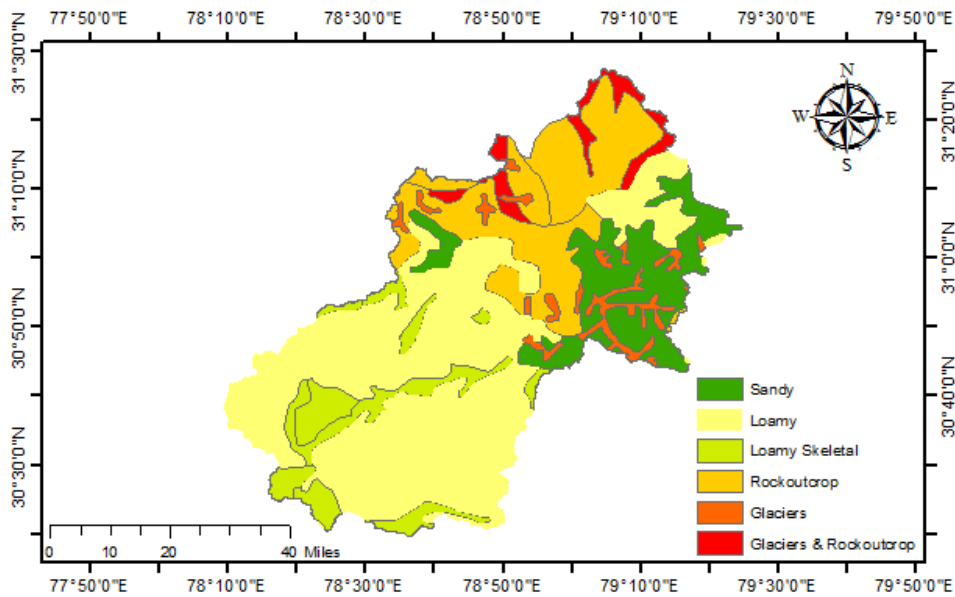 77°50'0"E 78°10'0"E 78°30'0"E 78°50'0"E 79°10'0"E 79°30'0"E 79°50'0"E
31°30'0"N
31°10'0"N
30°50'0"N
30°30'0"N
N
W E
S
31°20'0"N
31°0'0"N
30°40'0"N
Sandy
Loamy
Loamy Skeletal
Rockoutcrop
Glaciers
Glaciers & Rockoutcrop
0 10 20 40 Miles
77°50'0"E 78°10'0"E 78°30'0"E 78°50'0"E 79°10'0"E 79°30'0"E 79°50'0"E